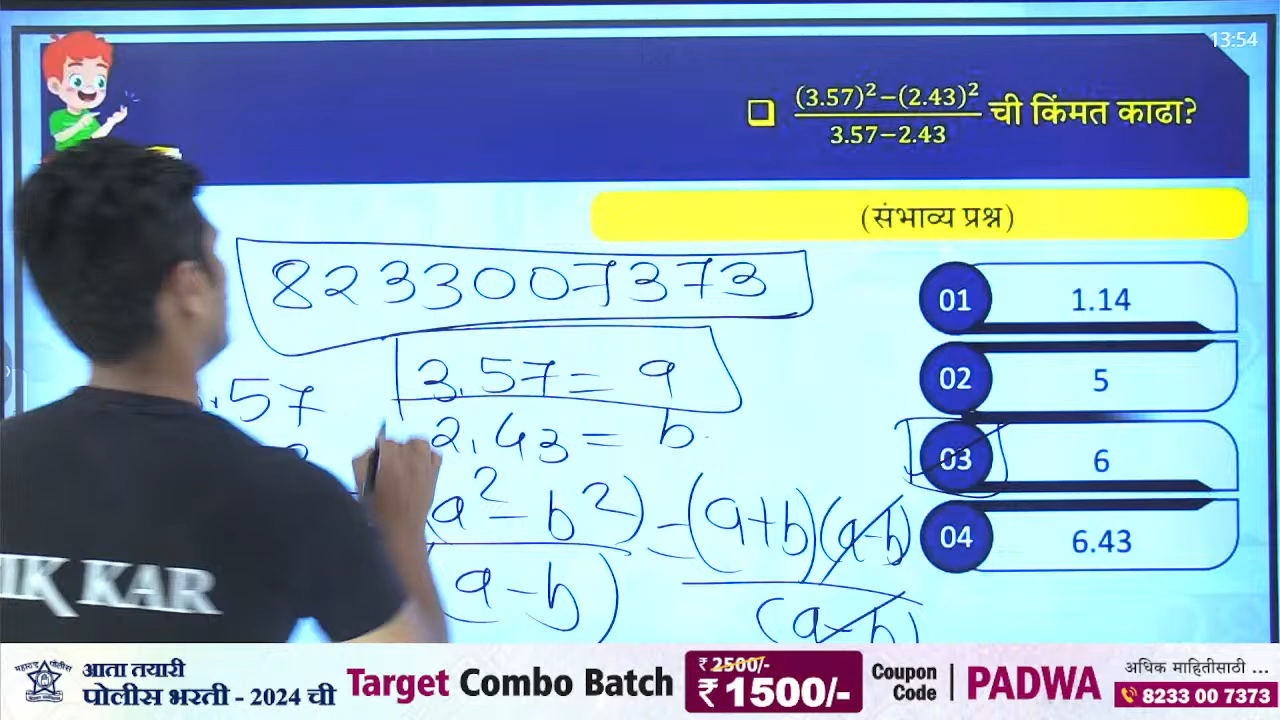 13:54
(3.57)²−(2.43)²
3.57−2.43
ची किंमत काढा?
(संभाव्य प्रश्न)
8233007373
3.57 = a
2.43 = b
.57
(a² − b²) = (a+b)(a-b)
(a-b) (a-b)
01 1.14
02 5
03 6
04 6.43
IK KAR
महाराष्ट्र पोलीस
आता तयारी
पोलीस भरती - 2024 ची
Target Combo Batch
₹ 2500/-
₹ 1500/-
Coupon Code
PADWA
अधिक माहितीसाठी ...
8233 00 7373